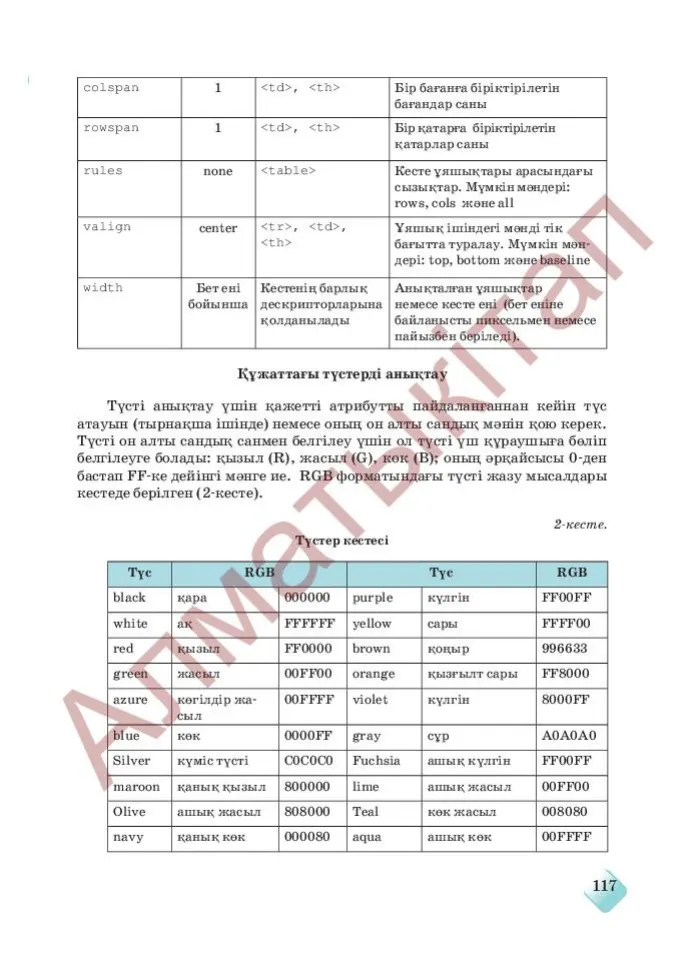 colspan 1 <td>, <th> Бір бағанға біріктірілетін
бағандар саны
rowspan 1 <td>, <th> Бір қатарға біріктірілетін
қатарлар саны
rules none <table> Кесте ұяшықтары арасындағы
сызықтар. Мүмкін мәндері:
rows, cols және all
valign center <tr>, <td>, Ұяшық ішіндегі мәнді тік
<th> бағытта туралау. Мүмкін мән-
дері: top, bottom және baseline
width Бет ені Кестенің барлық Анықталған ұяшықтар
бойынша дескрипторларына немесе кесте ені (бет еніне
қолданылады байланысты пиксельмен немесе
пайызбен беріледі).
Құжаттағы түстерді анықтау
Түсті анықтау үшін қажетті атрибутты пайдаланғаннан кейін түс
атауын (тырнақша ішінде) немесе оның он алты сандық мәнін қою керек.
Түсті он алты сандық санмен белгілеу үшін ол түсті үш құраушыға бөліп
белгілеуге болады: қызыл (R), жасыл (G), көк (B); оның әрқайсысы 0-ден
бастап FF-ке дейінгі мәнге ие. RGB форматындағы түсті жазу мысалдары
кестеде берілген (2-кесте).
2-кесте.
Түстер кестесі
Түс RGB Түс RGB
black қара 000000 purple күлгін FF00FF
white ақ FFFFFF yellow сары FFFF00
red қызыл FF0000 brown қоңыр 996633
green жасыл 00FF00 orange қызғылт сары FF8000
azure көгілдір жа- 00FFFF violet күлгін 8000FF
сыл
blue көк 0000FF gray сұр A0A0A0
Silver күміс түсті C0C0C0 Fuchsia ашық күлгін FF00FF
maroon қанық қызыл 800000 lime ашық жасыл 00FF00
Olive ашық жасыл 808000 Teal көк жасыл 008080
navy қанық көк 000080 aqua ашық көк 00FFFF
117
Алматыкітап